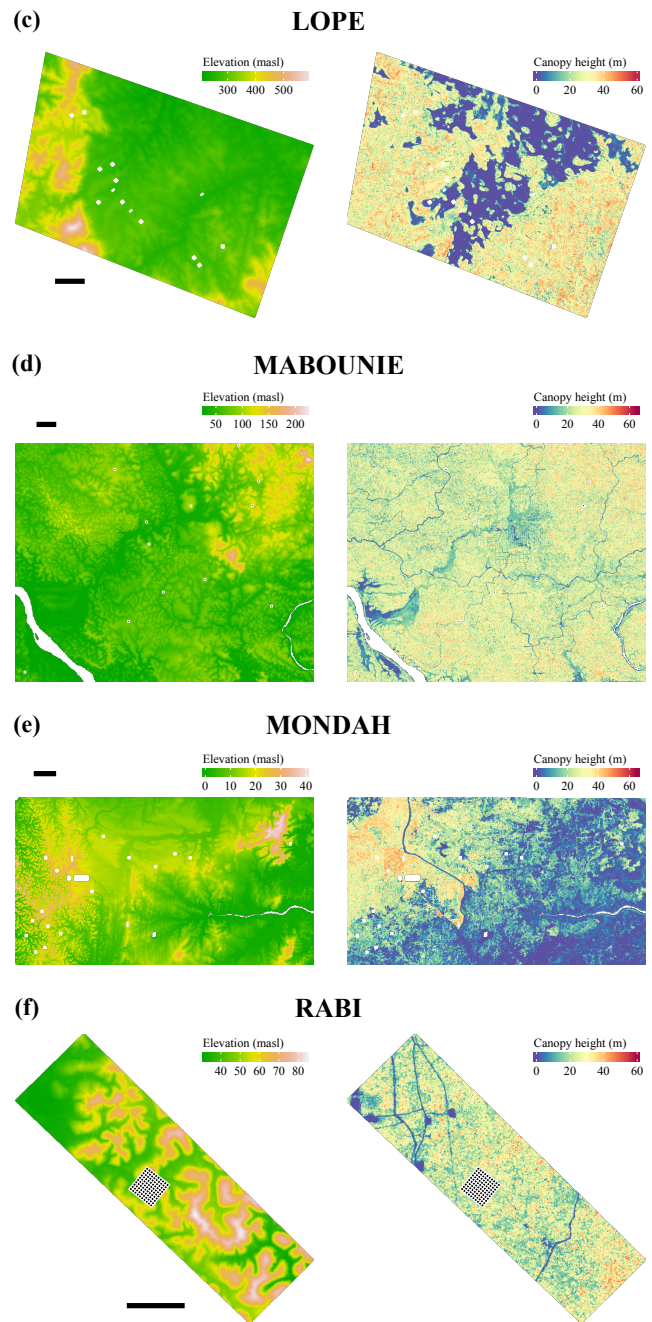 (c) LOPE
Elevation (masl) Canopy height (m)
300 400 500 0 20 40 60
(d) MABOUNIE
Elevation (masl) Canopy height (m)
50 100 150 200 0 20 40 60
(e) MONDAH
Elevation (masl) Canopy height (m)
0 10 20 30 40 0 20 40 60
(f) RABI
Elevation (masl) Canopy height (m)
40 50 60 70 80 0 20 40 60